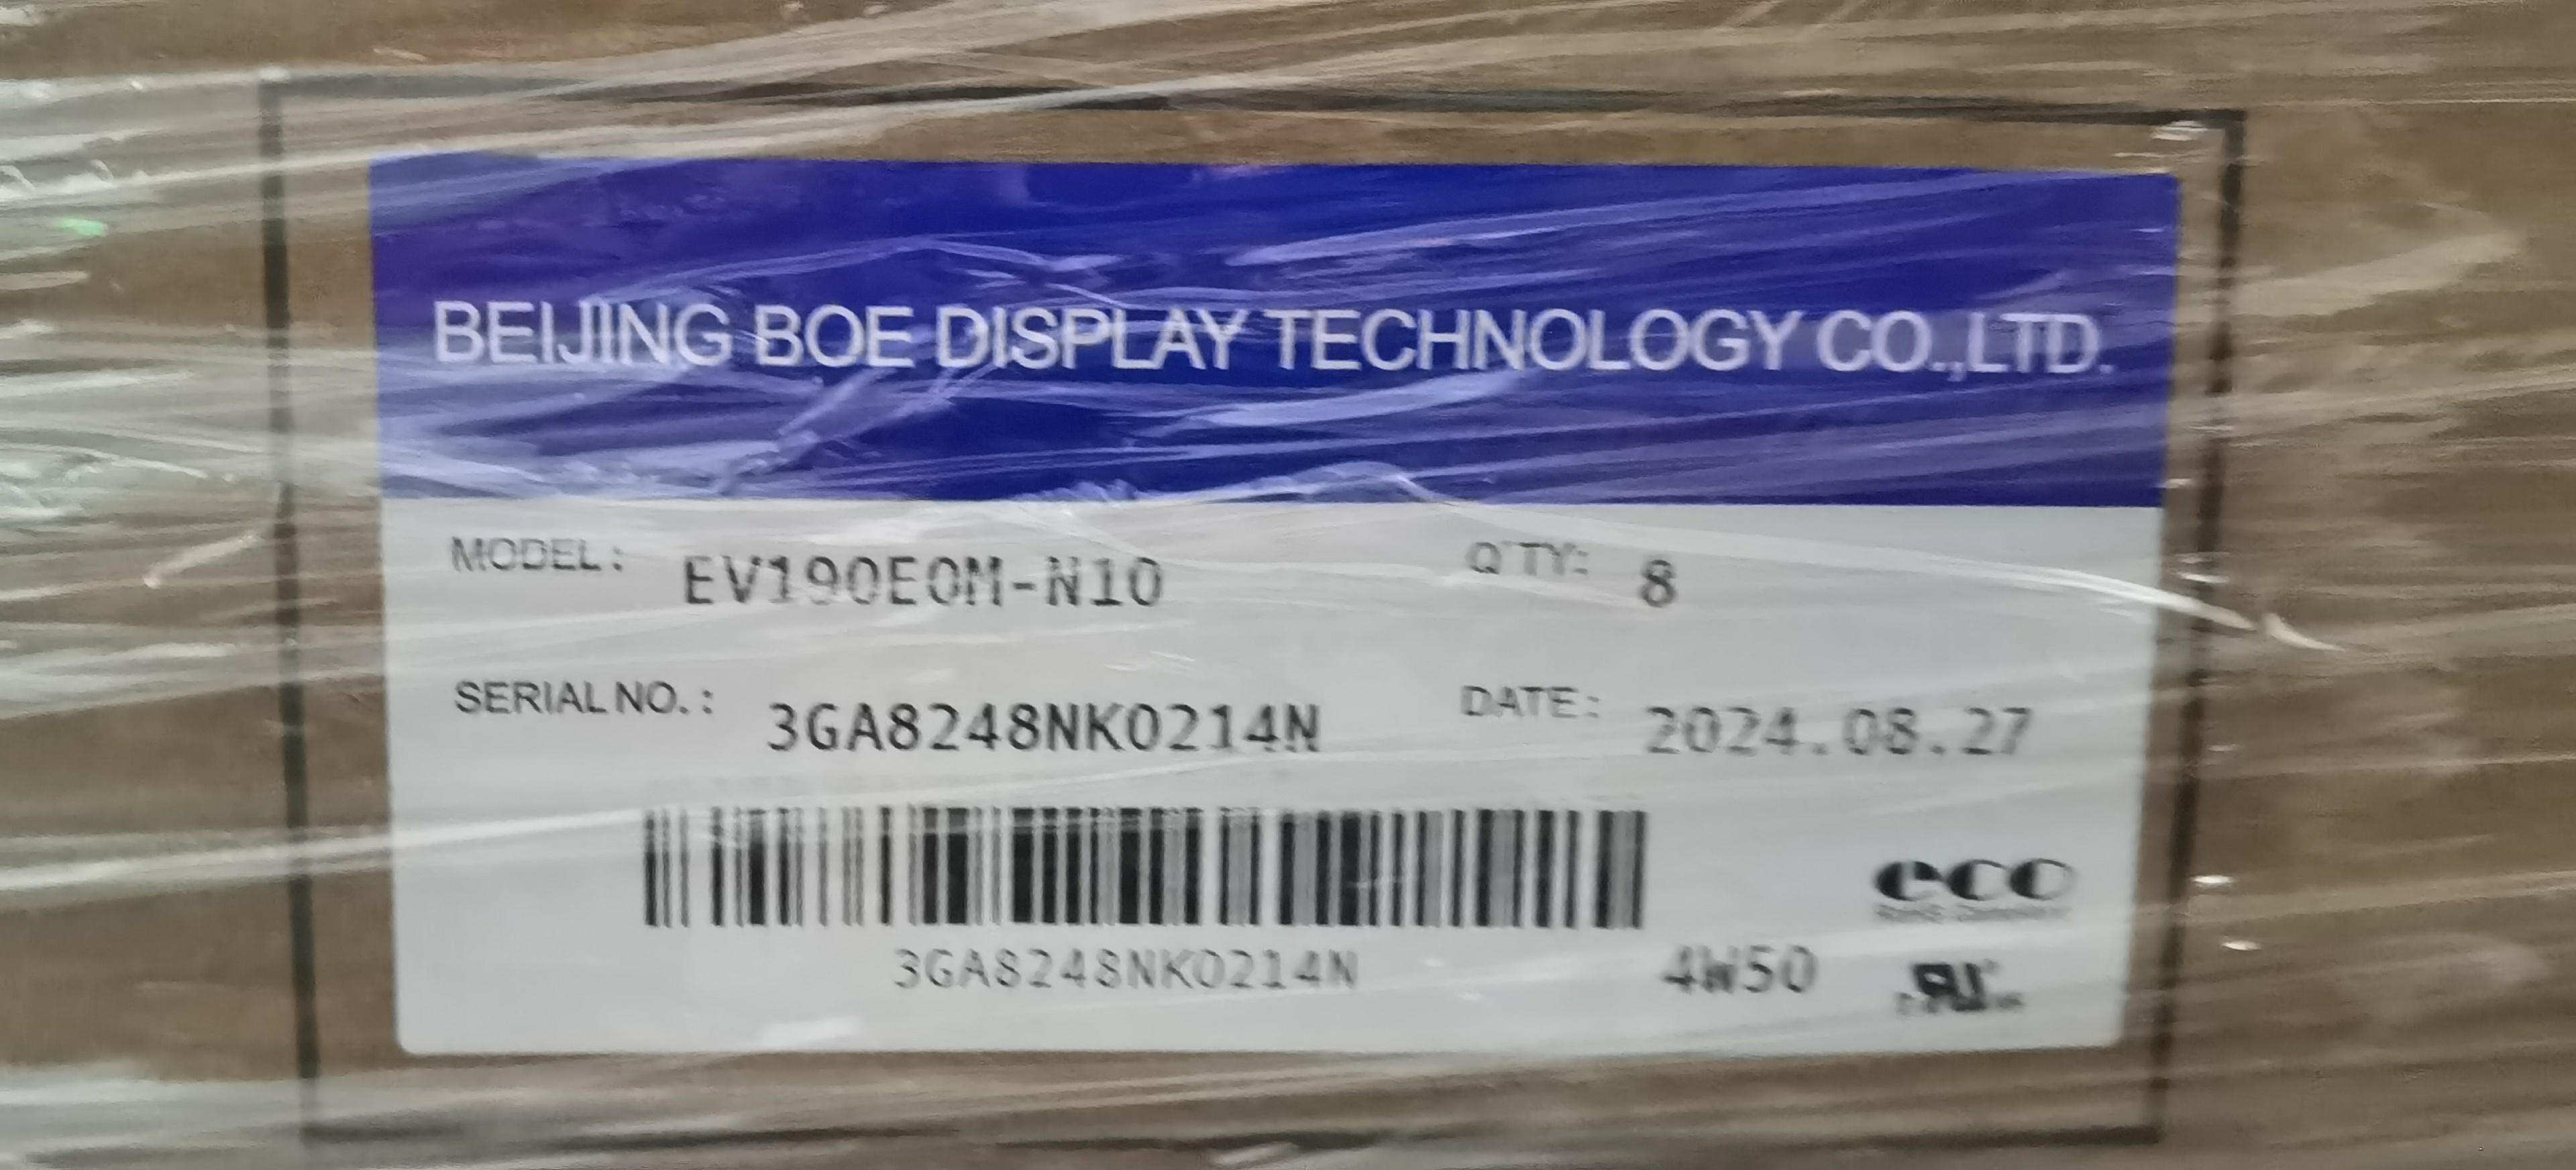 BEIJING BOE DISPLAY TECHNOLOGY CO.,LTD.
MODEL: EV190E0M-N10 Q'TY: 8
SERIAL NO.: 3GA8248NK0214N DATE: 2024.08.27
3GA8248NK0214N 4W50
eco